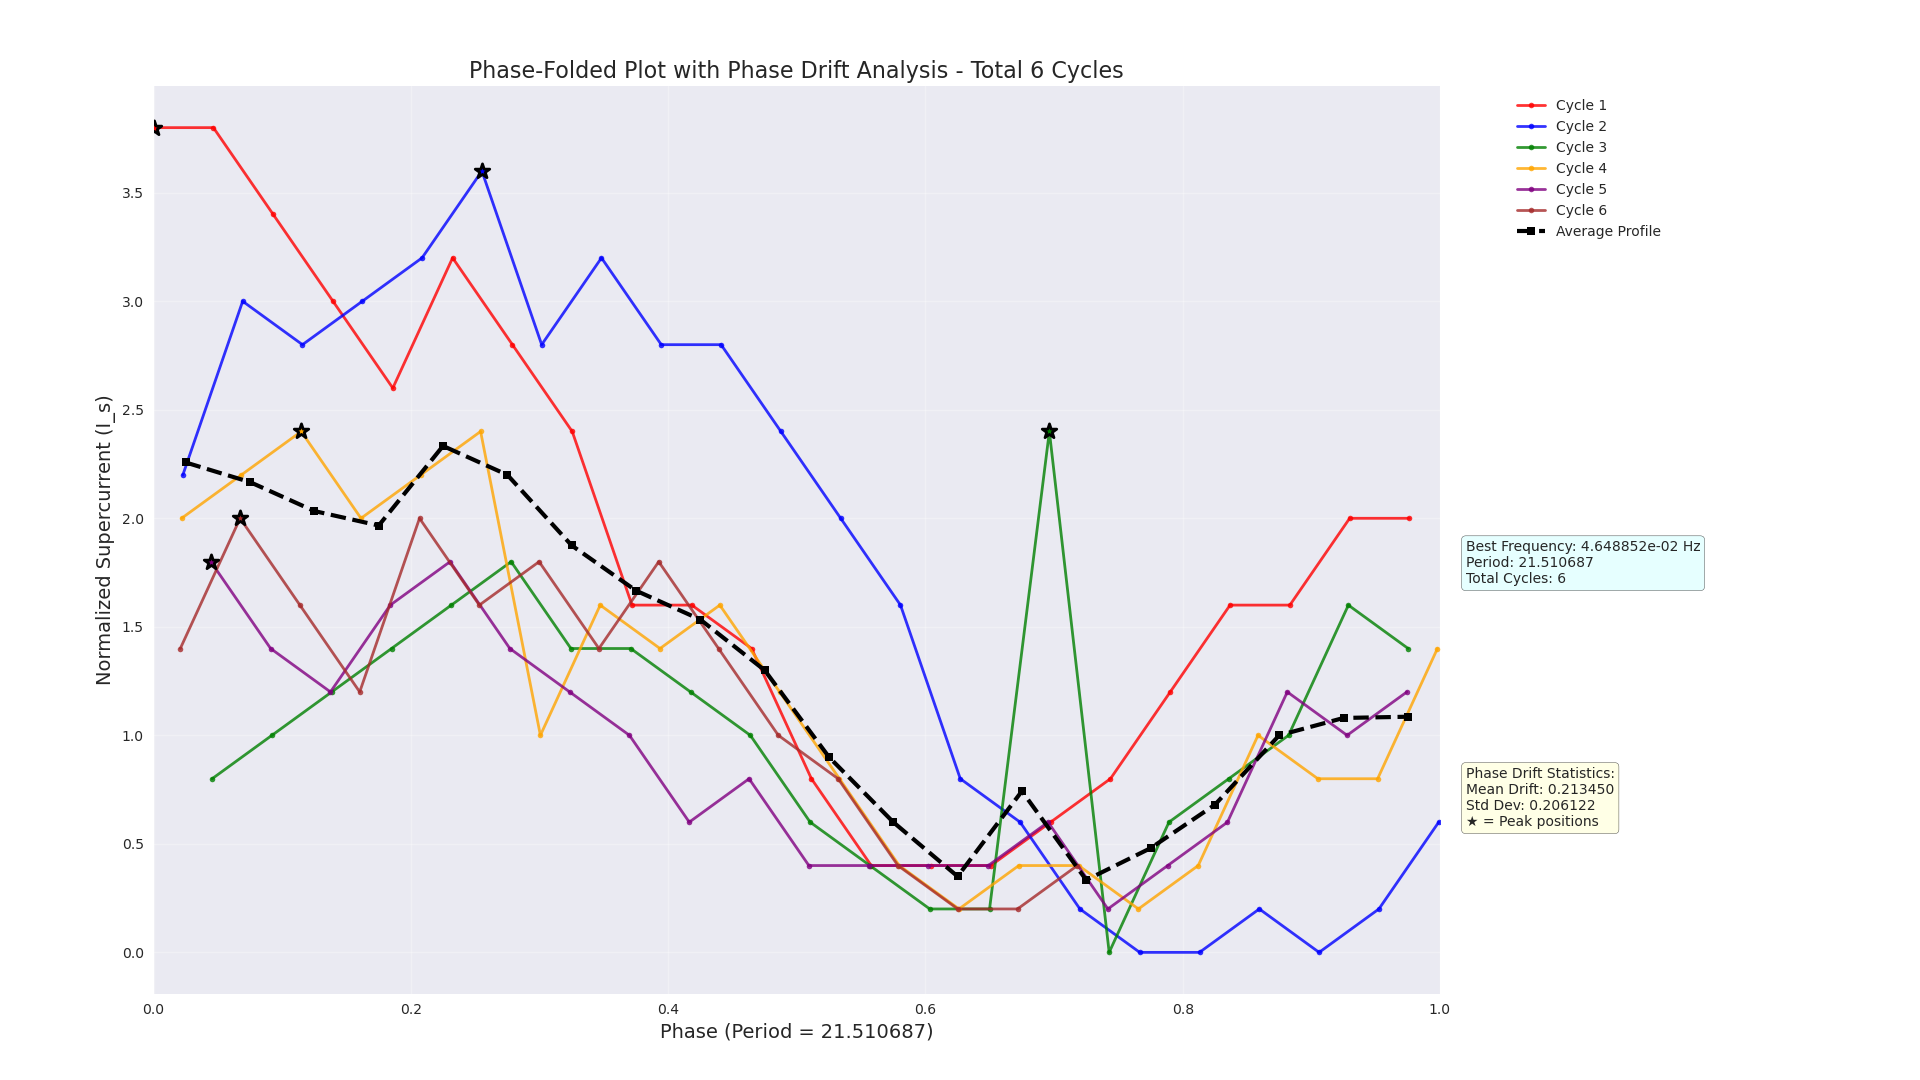 Phase-Folded Plot with Phase Drift Analysis - Total 6 Cycles
Normalized Supercurrent (I_s)
3.5
3.0
2.5
2.0
1.5
1.0
0.5
0.0
0.0 0.2 0.4 0.6 0.8 1.0
Phase (Period = 21.510687)
Cycle 1
Cycle 2
Cycle 3
Cycle 4
Cycle 5
Cycle 6
Average Profile
Best Frequency: 4.648852e-02 Hz
Period: 21.510687
Total Cycles: 6
Phase Drift Statistics:
Mean Drift: 0.213450
Std Dev: 0.206122
★ = Peak positions